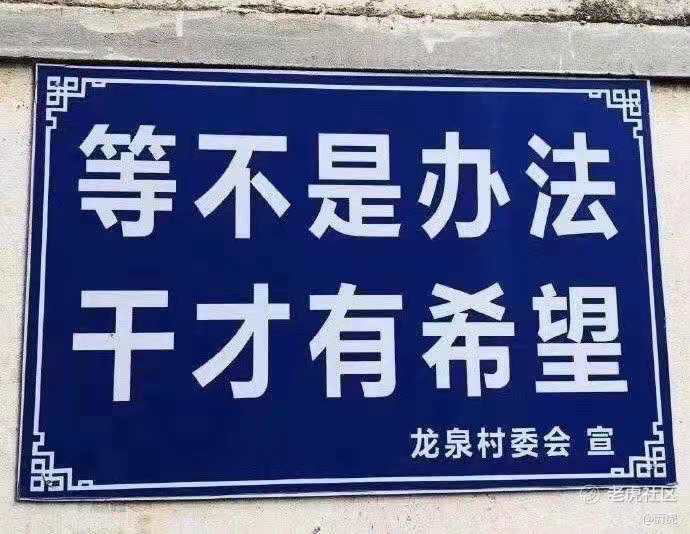 等不是办法
干才有希望
龙泉村委会 宣
老虎社区